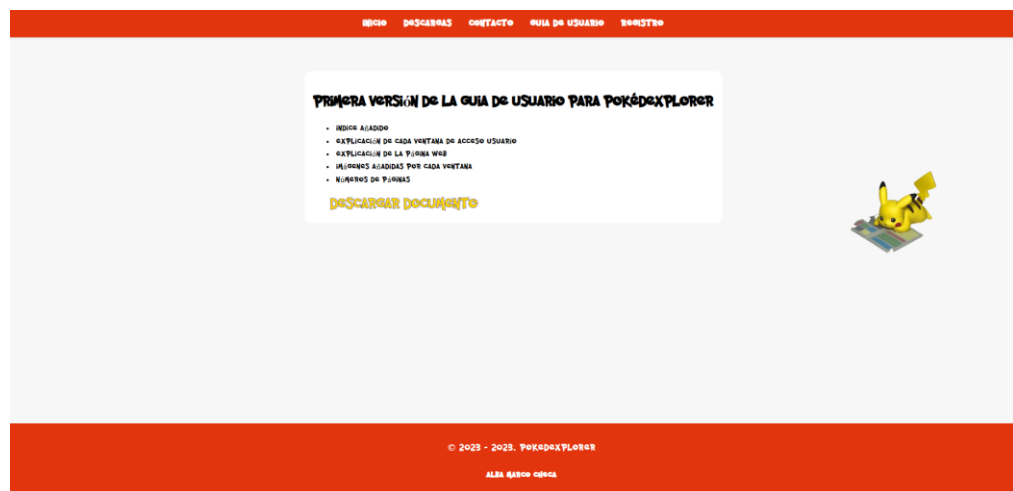 INICIO DESCARGAS CONTACTO GUIA DE USUARIO REGISTRO
PRIMERA VERSIÓN DE LA GUIA DE USUARIO PARA POKÉDEXPLORER
INDICE AÑADIDO
EXPLICACIÓN DE CADA VENTANA DE ACCESO USUARIO
EXPLICACIÓN DE LA PÁGINA WEB
IMÁGENES AÑADIDAS POR CADA VENTANA
NÚMEROS DE PÁGINAS
DESCARGAR DOCUMENTO
© 2023 - 2023. POKEDEXPLORER
ALBA MARCO CHECA